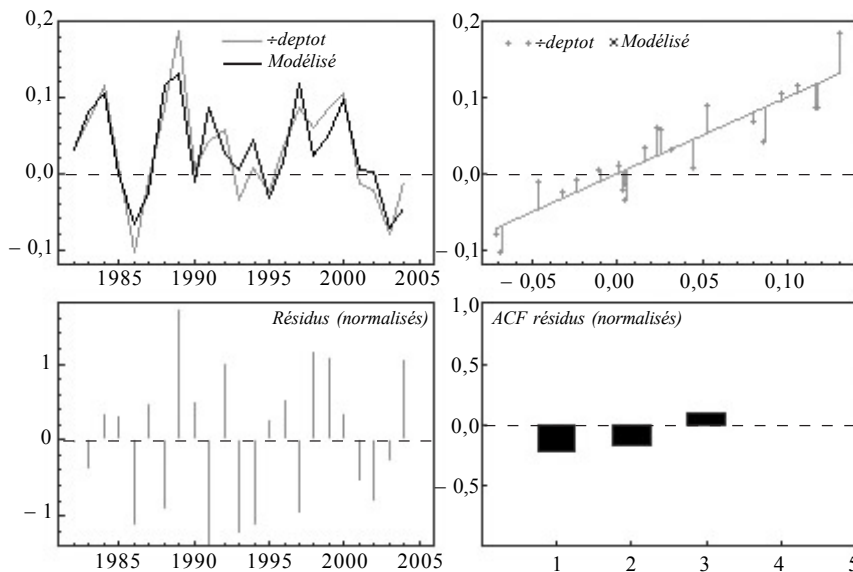 ÷deptot
Modélisé
0,2
0,1
0,0
– 0,1
1985 1990 1995 2000 2005
÷deptot Modélisé
0,2
0,1
0,0
– 0,1
– 0,05 0,00 0,05 0,10
Résidus (normalisés)
1
0
– 1
1985 1990 1995 2000 2005
ACF résidus (normalisés)
1,0
0,5
0,0
– 0,5
1 2 3 4 5